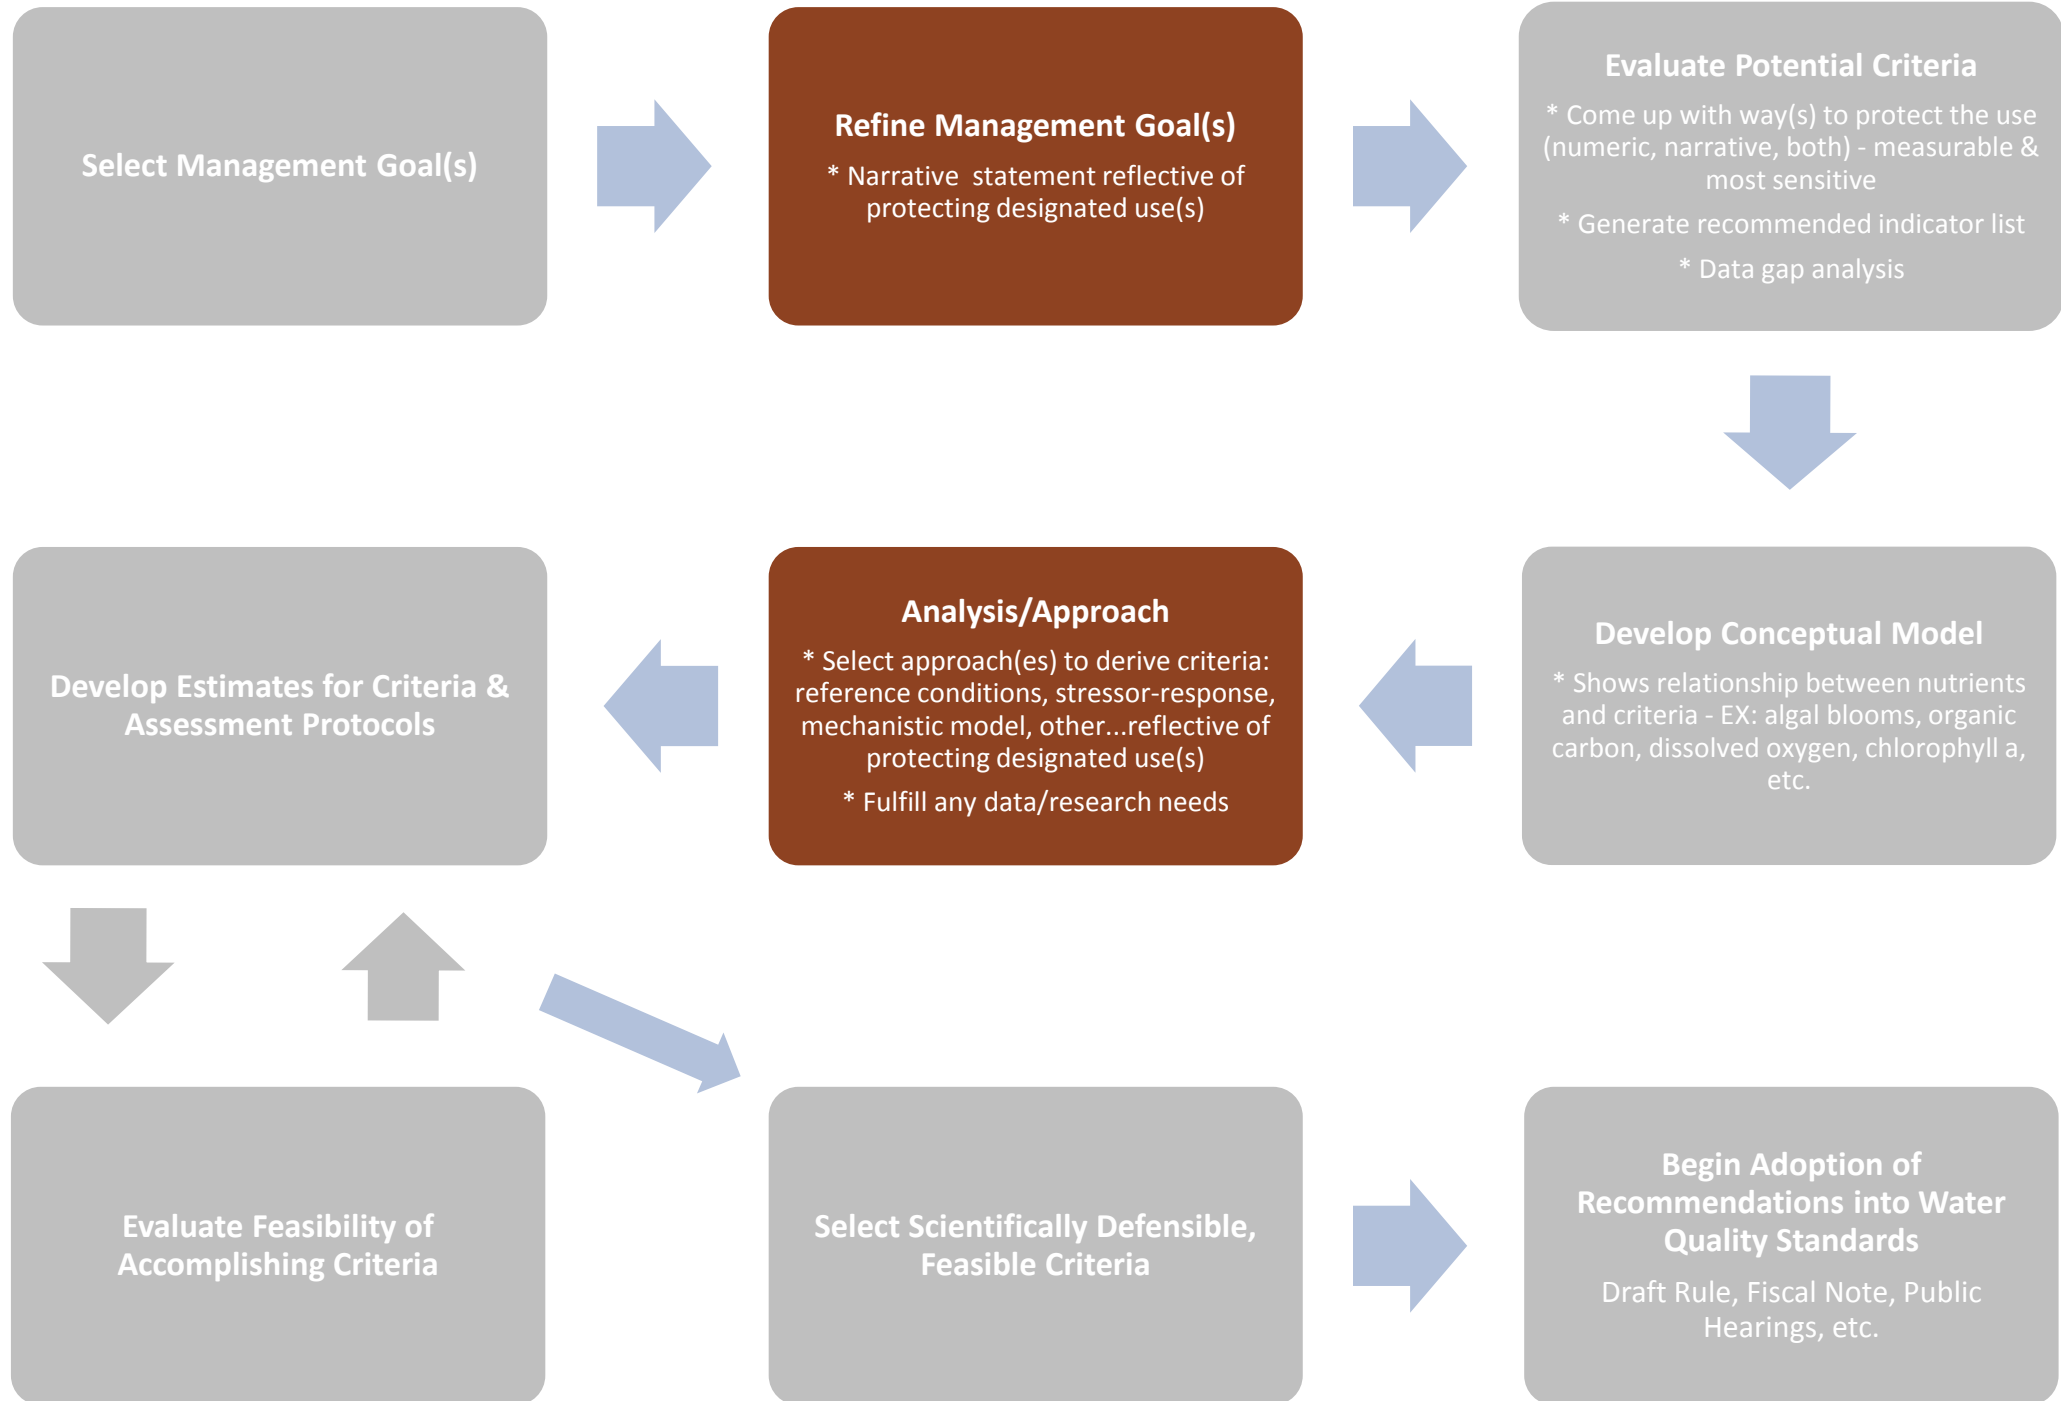 Select Management Goal(s)
Refine Management Goal(s)
* Narrative  statement reflective of
protecting designated use(s)
Evaluate Potential Criteria
* Come up with way(s) to protect the use
(numeric, narrative, both) - measurable &
most sensitive
* Generate recommended indicator list
* Data gap analysis
Develop Conceptual Model
* Shows relationship between nutrients
and criteria - EX: algal blooms, organic
carbon, dissolved oxygen, chlorophyll a,
etc.
Analysis/Approach
* Select approach(es) to derive criteria:
reference conditions, stressor-response,
mechanistic model, other...reflective of
protecting designated use(s)
* Fulfill any data/research needs
Develop Estimates for Criteria &
Assessment Protocols
Evaluate Feasibility of
Accomplishing Criteria
Select Scientifically Defensible,
Feasible Criteria
Begin Adoption of
Recommendations into Water
Quality Standards
Draft Rule, Fiscal Note, Public
Hearings, etc.